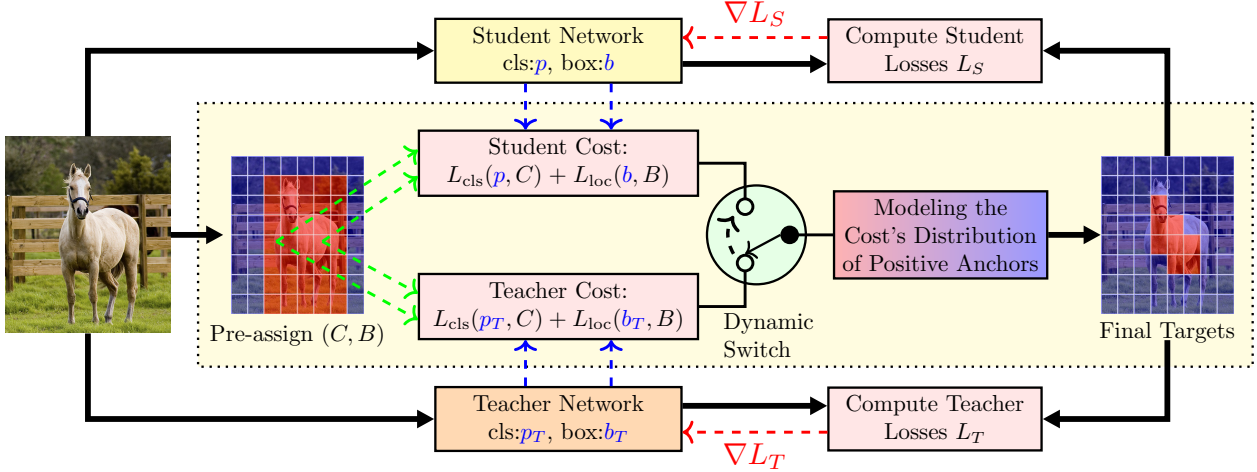 Student Network
cls:p, box:b
∇L_S
Compute Student
Losses L_S
Student Cost:
L_cls(p, C) + L_loc(b, B)
Pre-assign (C, B)
Teacher Cost:
L_cls(p_T, C) + L_loc(b_T, B)
Dynamic
Switch
Modeling the
Cost's Distribution
of Positive Anchors
Final Targets
Teacher Network
cls:p_T, box:b_T
∇L_T
Compute Teacher
Losses L_T